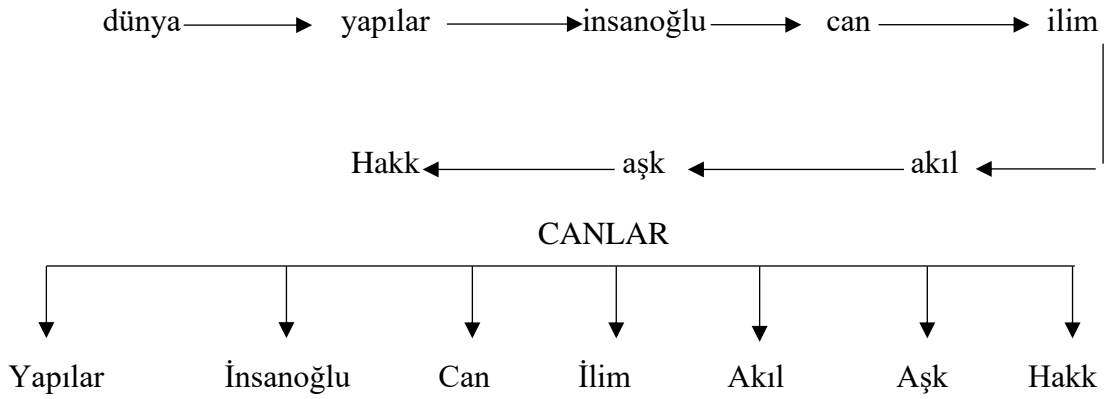 dünya yapılar insanoğlu can ilim
Hakk aşk akıl
CANLAR
Yapılar İnsanoğlu Can İlim Akıl Aşk Hakk